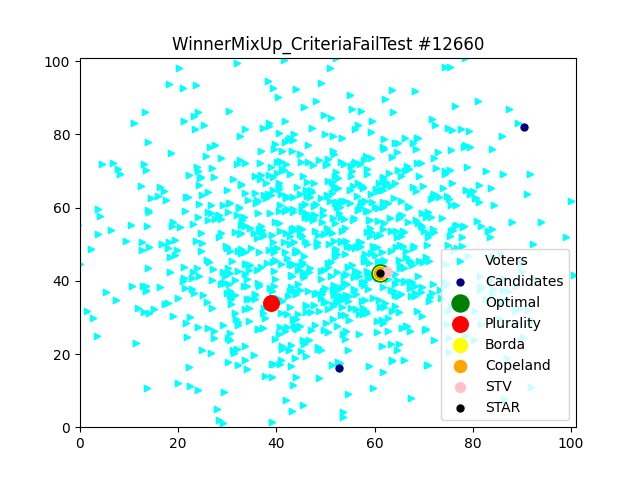 WinnerMixUp_CriteriaFailTest #12660
100
80
60
40
20
0
0 20 40 60 80 100
Voters
Candidates
Optimal
Plurality
Borda
Copeland
STV
STAR